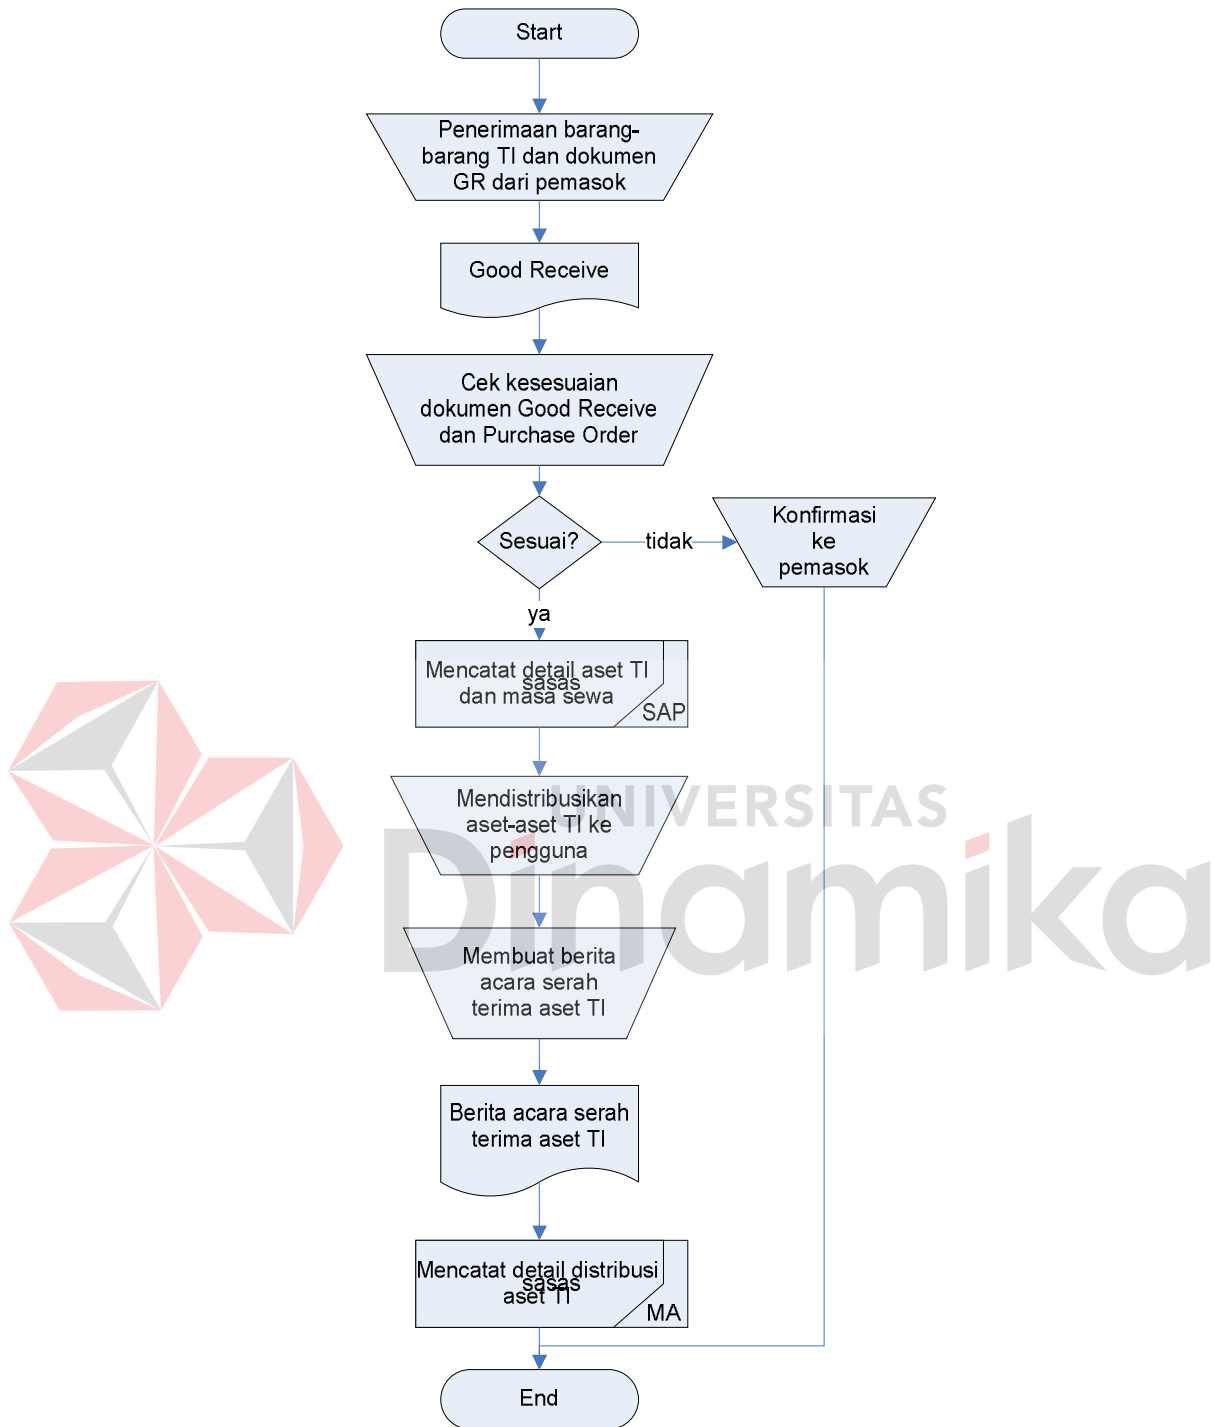 Start
Penerimaan barang-
barang TI dan dokumen
GR dari pemasok
Good Receive
Cek kesesuaian
dokumen Good Receive
dan Purchase Order
Sesuai?
tidak
Konfirmasi
ke
pemasok
ya
Mencatat detail aset TI
sasas
dan masa sewa
SAP
Mendistribusikan
aset-aset TI ke
pengguna
UNIVERSITAS
Dinamika
Membuat berita
acara serah
terima aset TI
Berita acara serah
terima aset TI
Mencatat detail distribusi
sasas
aset TI
MA
End